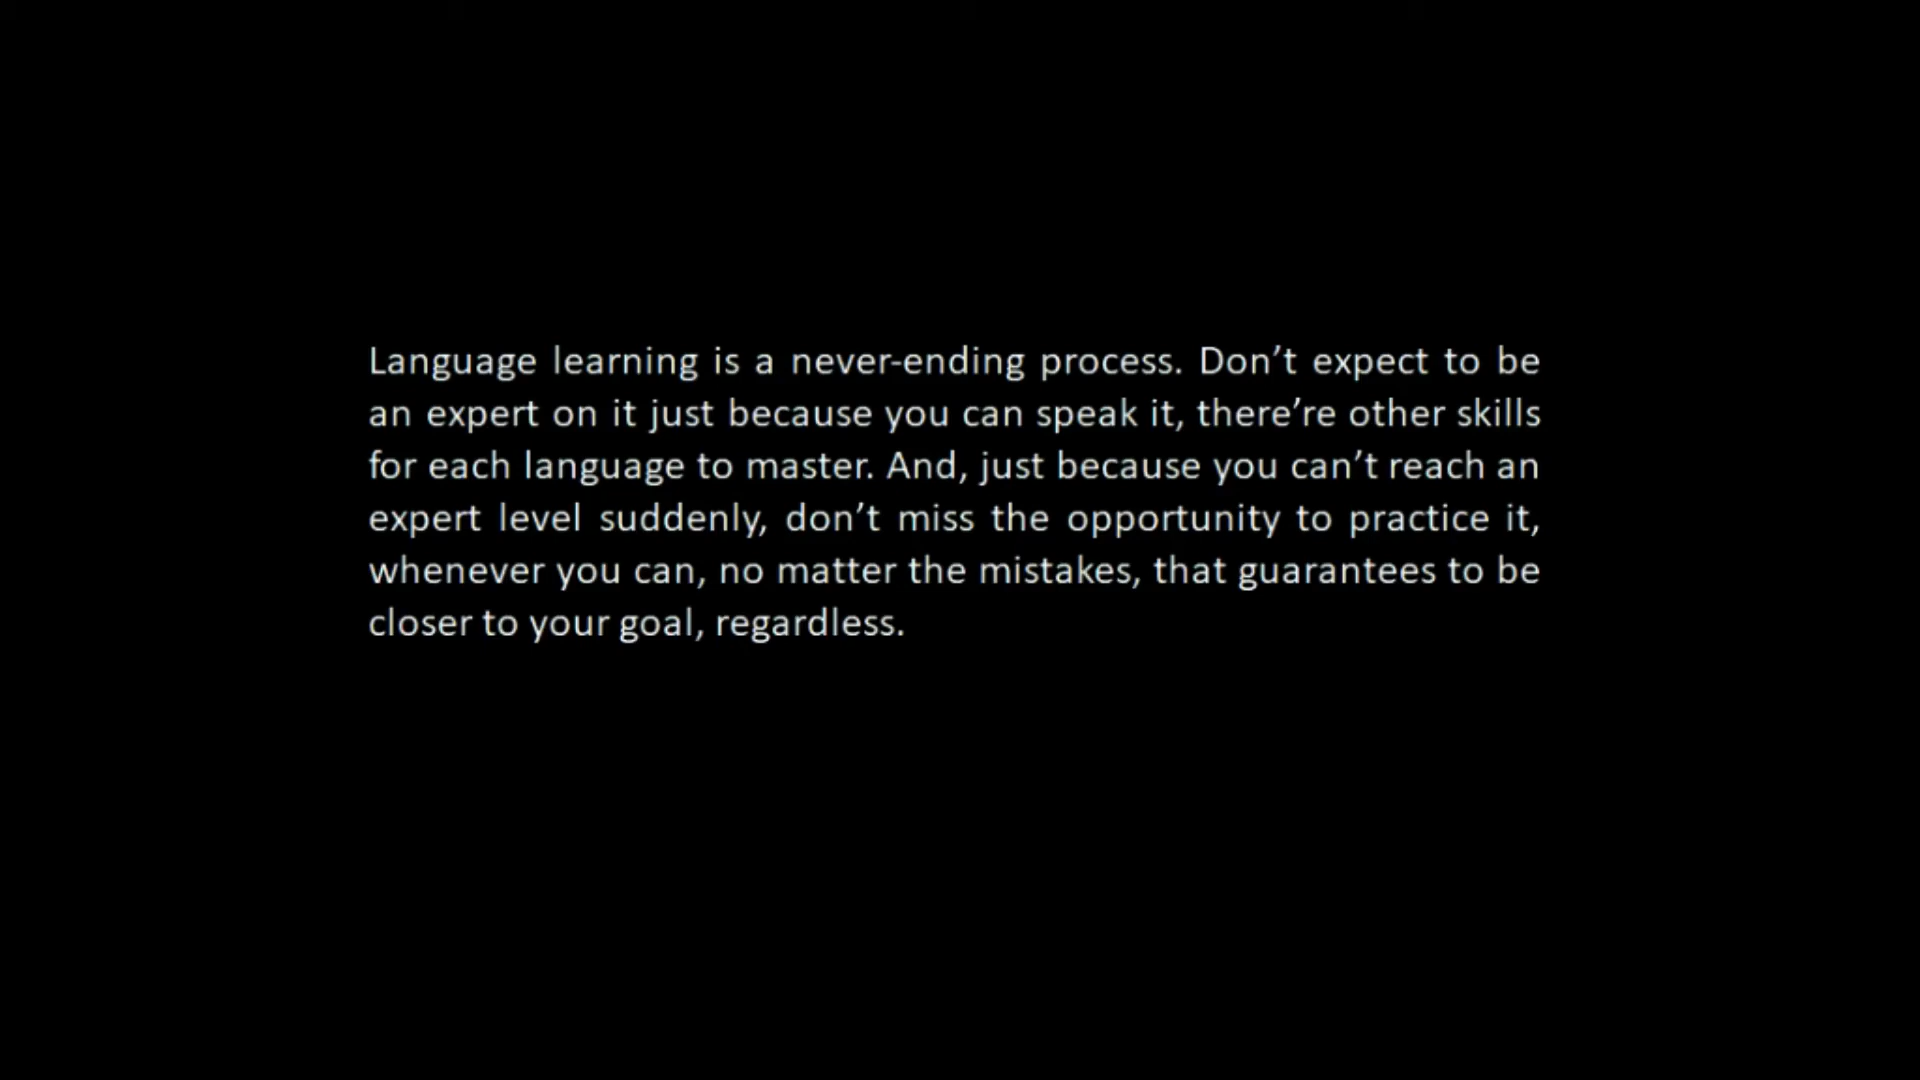 Language learning is a never-ending process. Don’t expect to be
an expert on it just because you can speak it, there’re other skills
for each language to master. And, just because you can’t reach an
expert level suddenly, don’t miss the opportunity to practice it,
whenever you can, no matter the mistakes, that guarantees to be
closer to your goal, regardless.